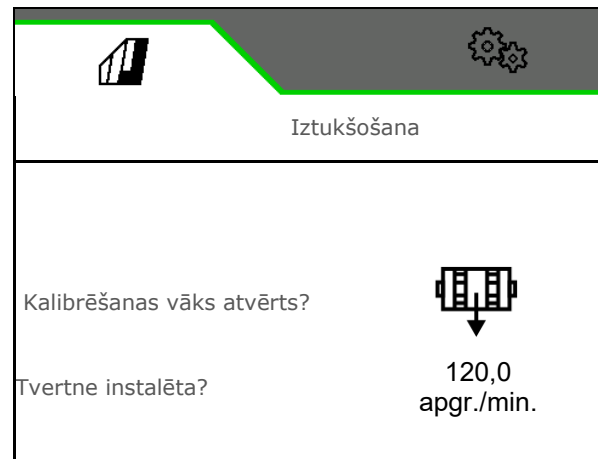 Iztukšošana
Kalibrēšanas vāks atvērts?
Tvertne instalēta?
120,0
apgr./min.